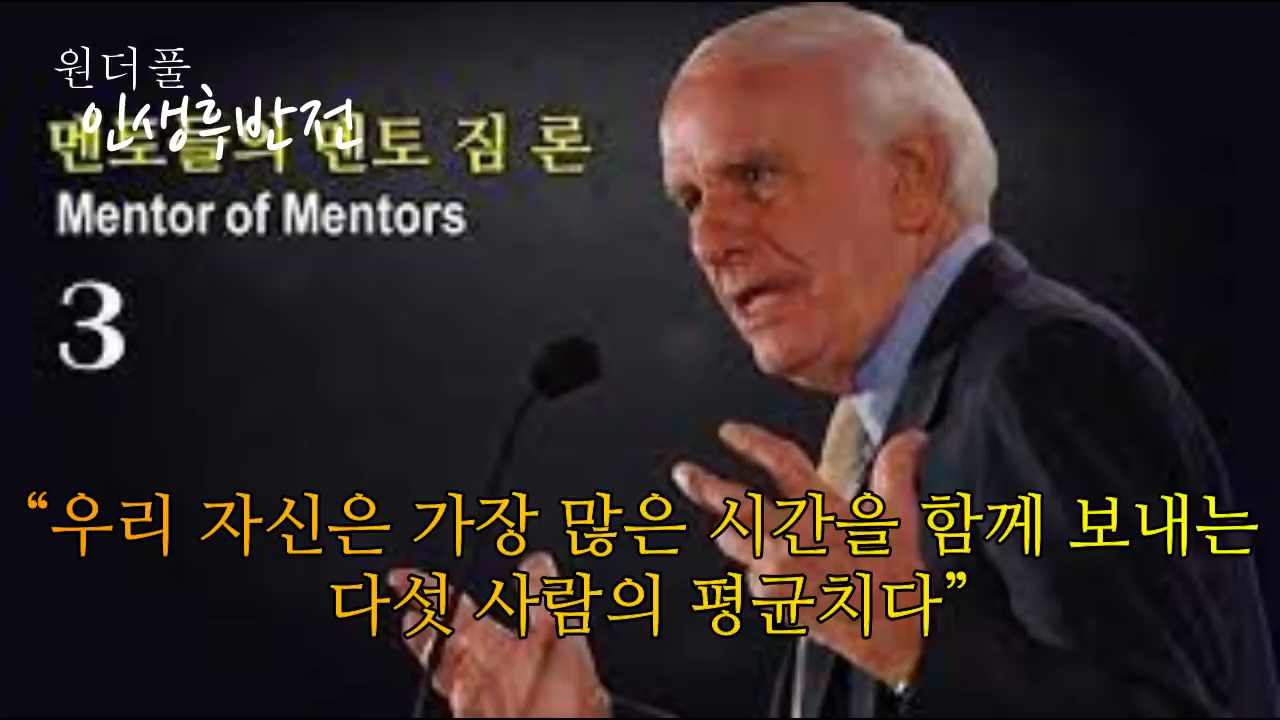 원더풀
인생후반전
멘토들의 멘토 짐 론
Mentor of Mentors
3
“우리 자신은 가장 많은 시간을 함께 보내는
다섯 사람의 평균치다”